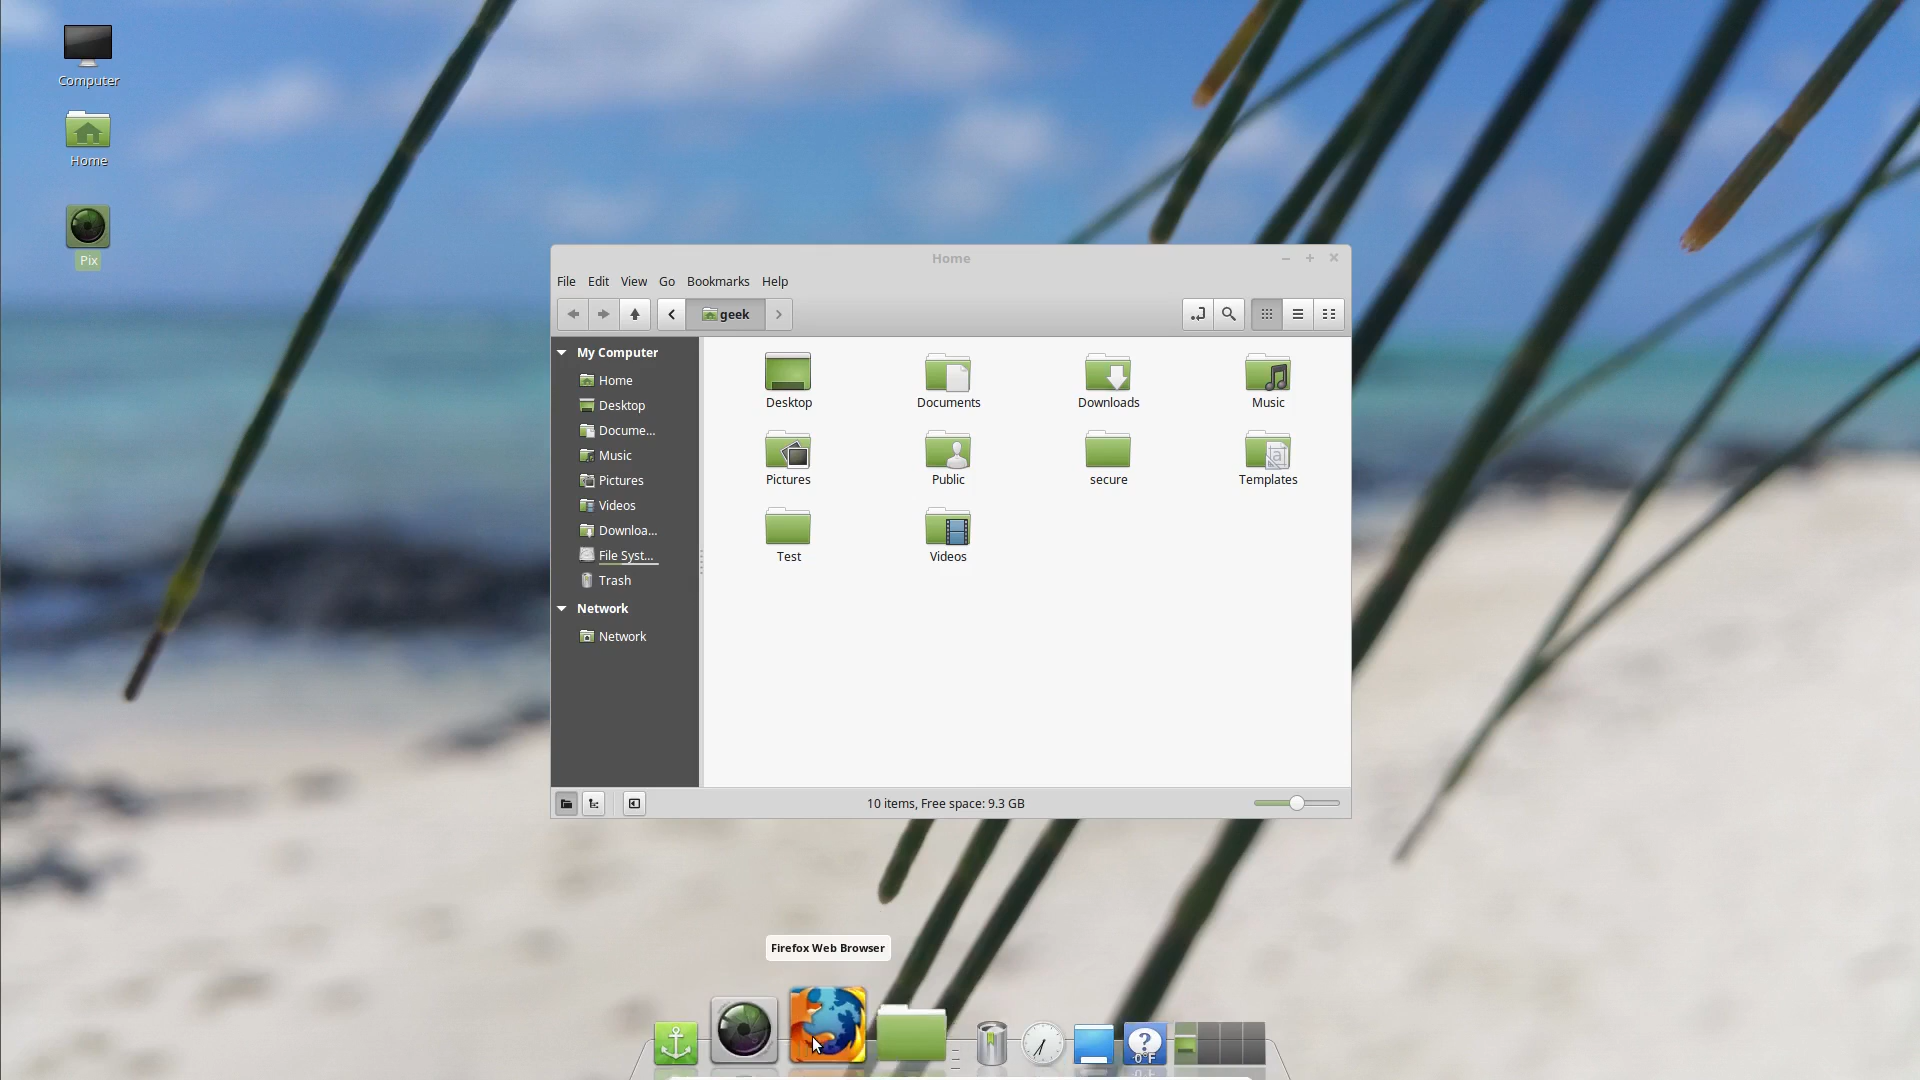 Computer
Home
Pix
Home
File Edit View Go Bookmarks Help
geek
My Computer
Home
Desktop
Docume...
Music
Pictures
Videos
Downloa...
File Syst...
Trash
Network
Network
Desktop Documents Downloads Music
Pictures Public secure Templates
Test Videos
10 items, Free space: 9.3 GB
Firefox Web Browser
0°F